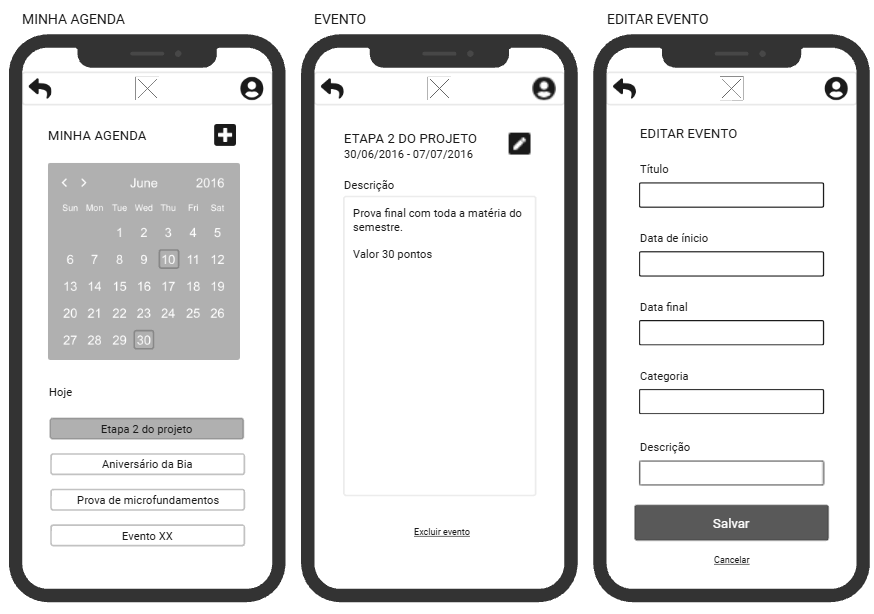 MINHA AGENDA
MINHA AGENDA
June 2016
Sun Mon Tue Wed Thu Fri Sat
1 2 3 4 5
6 7 8 9 10 11 12
13 14 15 16 17 18 19
20 21 22 23 24 25 26
27 28 29 30
Hoje
Etapa 2 do projeto
Aniversário da Bia
Prova de microfundamentos
Evento XX
EVENTO
ETAPA 2 DO PROJETO
30/06/2016 - 07/07/2016
Descrição
Prova final com toda a matéria do
semestre.
Valor 30 pontos
Excluir evento
EDITAR EVENTO
EDITAR EVENTO
Título
Data de ínicio
Data final
Categoria
Descrição
Salvar
Cancelar